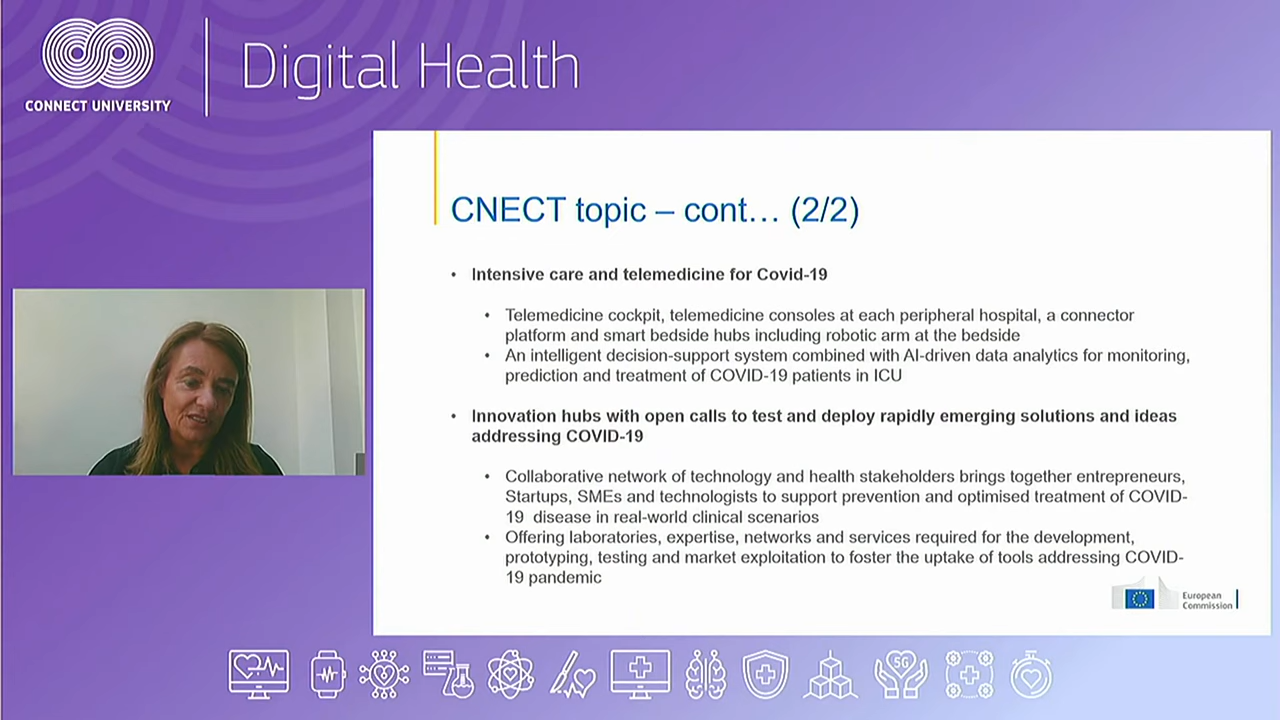 CONNECT UNIVERSITY
Digital Health
CNECT topic – cont… (2/2)
• Intensive care and telemedicine for Covid-19
• Telemedicine cockpit, telemedicine consoles at each peripheral hospital, a connector
platform and smart bedside hubs including robotic arm at the bedside
• An intelligent decision-support system combined with AI-driven data analytics for monitoring,
prediction and treatment of COVID-19 patients in ICU
• Innovation hubs with open calls to test and deploy rapidly emerging solutions and ideas
addressing COVID-19
• Collaborative network of technology and health stakeholders brings together entrepreneurs,
Startups, SMEs and technologists to support prevention and optimised treatment of COVID-
19 disease in real-world clinical scenarios
• Offering laboratories, expertise, networks and services required for the development,
prototyping, testing and market exploitation to foster the uptake of tools addressing COVID-
19 pandemic
European
Commission
5G